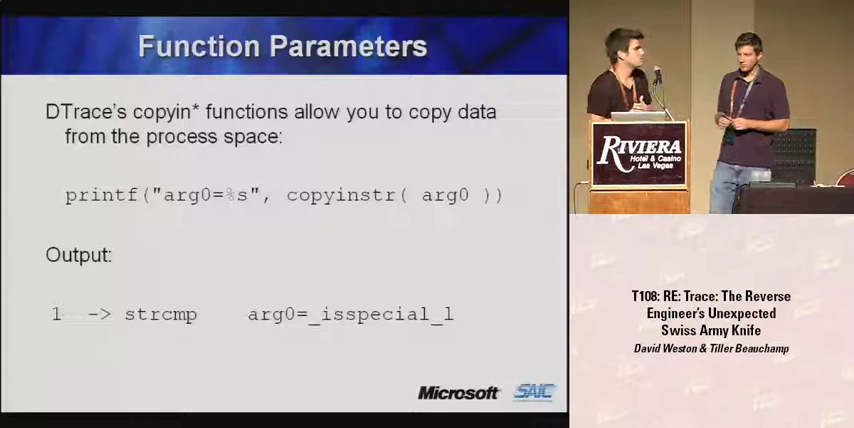 Function Parameters
DTrace's copyin* functions allow you to copy data
from the process space:
printf("arg0=%s", copyinstr( arg0 ))
Output:
1 -> strcmp arg0=_isspecial_l
Microsoft SAIC
RIVIERA
Hotel & Casino
Las Vegas
T108: RE: Trace: The Reverse
Engineer's Unexpected
Swiss Army Knife
David Weston & Tiller Beauchamp